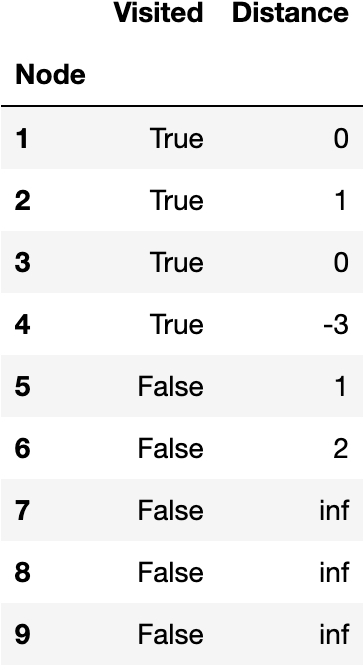 Visited Distance
Node
1 True 0
2 True 1
3 True 0
4 True -3
5 False 1
6 False 2
7 False inf
8 False inf
9 False inf